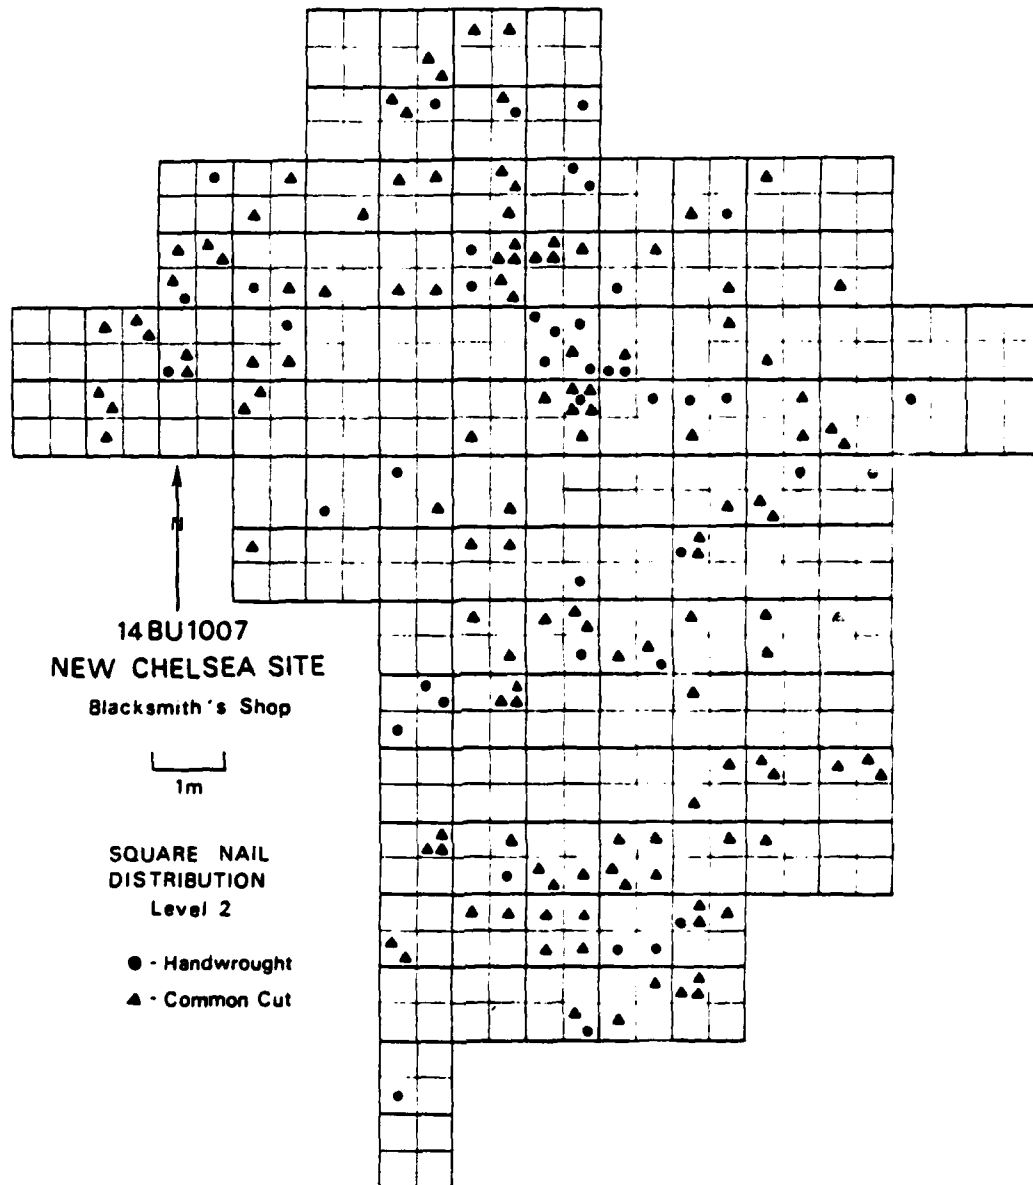 N
14BU1007
NEW CHELSEA SITE
Blacksmith's Shop
1m
SQUARE NAIL
DISTRIBUTION
Level 2
● - Handwrought
▲ - Common Cut